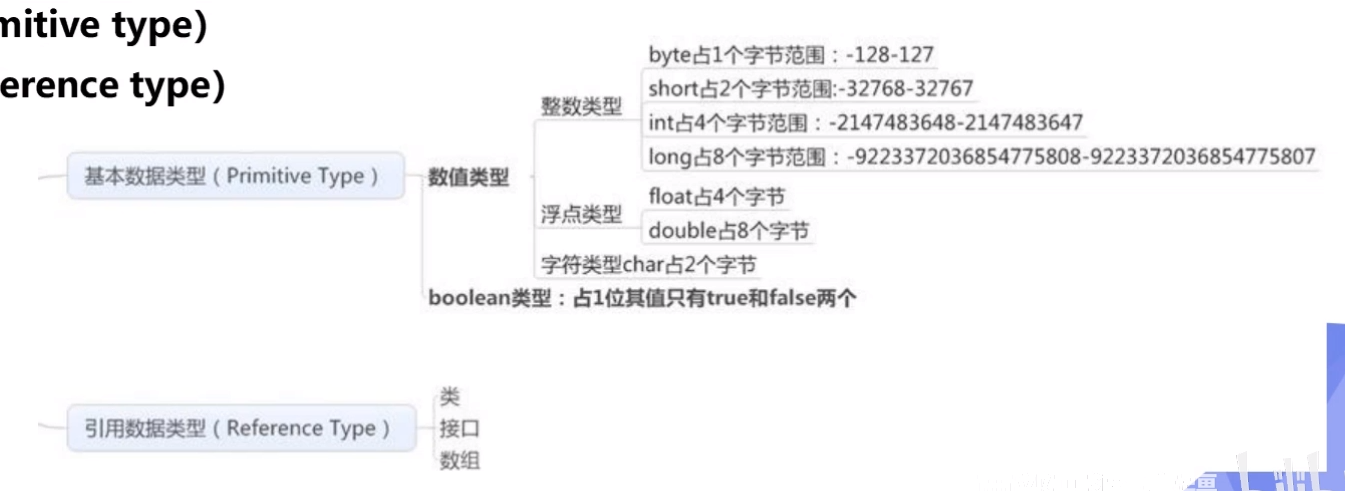 mitive type)
erence type)
byte占1个字节范围：-128-127
short占2个字节范围:-32768-32767
整数类型
int占4个字节范围：-2147483648-2147483647
long占8个字节范围：-9223372036854775808-9223372036854775807
基本数据类型（Primitive Type）
数值类型
float占4个字节
浮点类型
double占8个字节
字符类型char占2个字节
boolean类型：占1位其值只有true和false两个
类
引用数据类型（Reference Type）
接口
数组